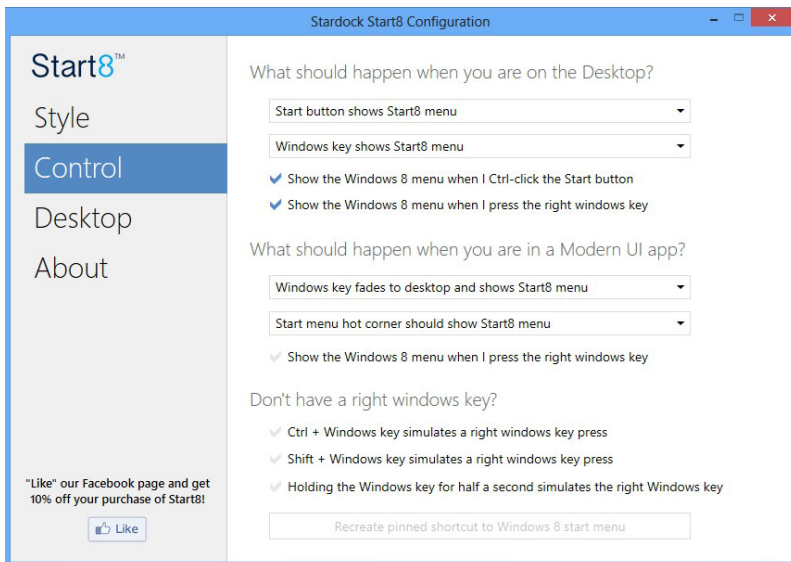 Stardock Start8 Configuration
Start8™
Style
Control
Desktop
About
"Like" our Facebook page and get
10% off your purchase of Start8!
Like
What should happen when you are on the Desktop?
Start button shows Start8 menu
Windows key shows Start8 menu
Show the Windows 8 menu when I Ctrl-click the Start button
Show the Windows 8 menu when I press the right windows key
What should happen when you are in a Modern UI app?
Windows key fades to desktop and shows Start8 menu
Start menu hot corner should show Start8 menu
Show the Windows 8 menu when I press the right windows key
Don't have a right windows key?
Ctrl + Windows key simulates a right windows key press
Shift + Windows key simulates a right windows key press
Holding the Windows key for half a second simulates the right Windows key
Recreate pinned shortcut to Windows 8 start menu